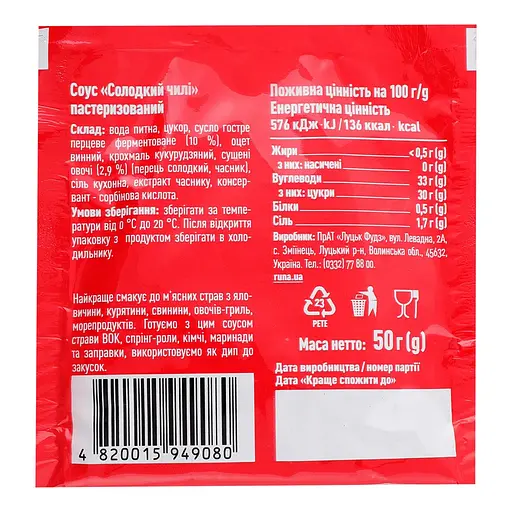 Соус «Солодкий чилі»
пастеризований
Склад: вода питна, цукор, сусло гостре
перцеве ферментоване (10 %), оцет
винний, крохмаль кукурудзяний, сушені
овочі (2,9 %) (перець солодкий, часник),
сіль кухонна, екстракт часнику, консер-
вант - сорбінова кислота.
Умови зберігання: зберігати за темпе-
ратури від 0 °С до 20 °С. Після відкриття
упаковку з продуктом зберігати в холо-
дильнику.
Найкраще смакує до м'ясних страв з яло-
вичини, курятини, свинини, овочів-гриль,
морепродуктів. Готуємо з цим соусом
страви ВОК, спрінг-роли, кімчі, маринади
та заправки, використовуємо як дип до
закусок.
4 820015 949080
Поживна цінність на 100 г/g
Енергетична цінність
576 кДж·kJ/136 ккал·kcal
Жири <0,5 г (g)
з них: насичені 0 г (g)
Вуглеводи 33 г (g)
з них: цукри 30 г (g)
Білки 0,5 г (g)
Сіль 1,7 г (g)
Виробник: ПрАТ «Луцьк Фудз», вул. Левадна, 2А,
с. Зміїнець, Луцький р-н, Волинська обл., 45632,
Україна. Тел.: (0332) 77 88 00.
runa.ua
23
PETE
Маса нетто: 50 г (g)
Дата виробництва / номер партії
Дата «Краще спожити до»